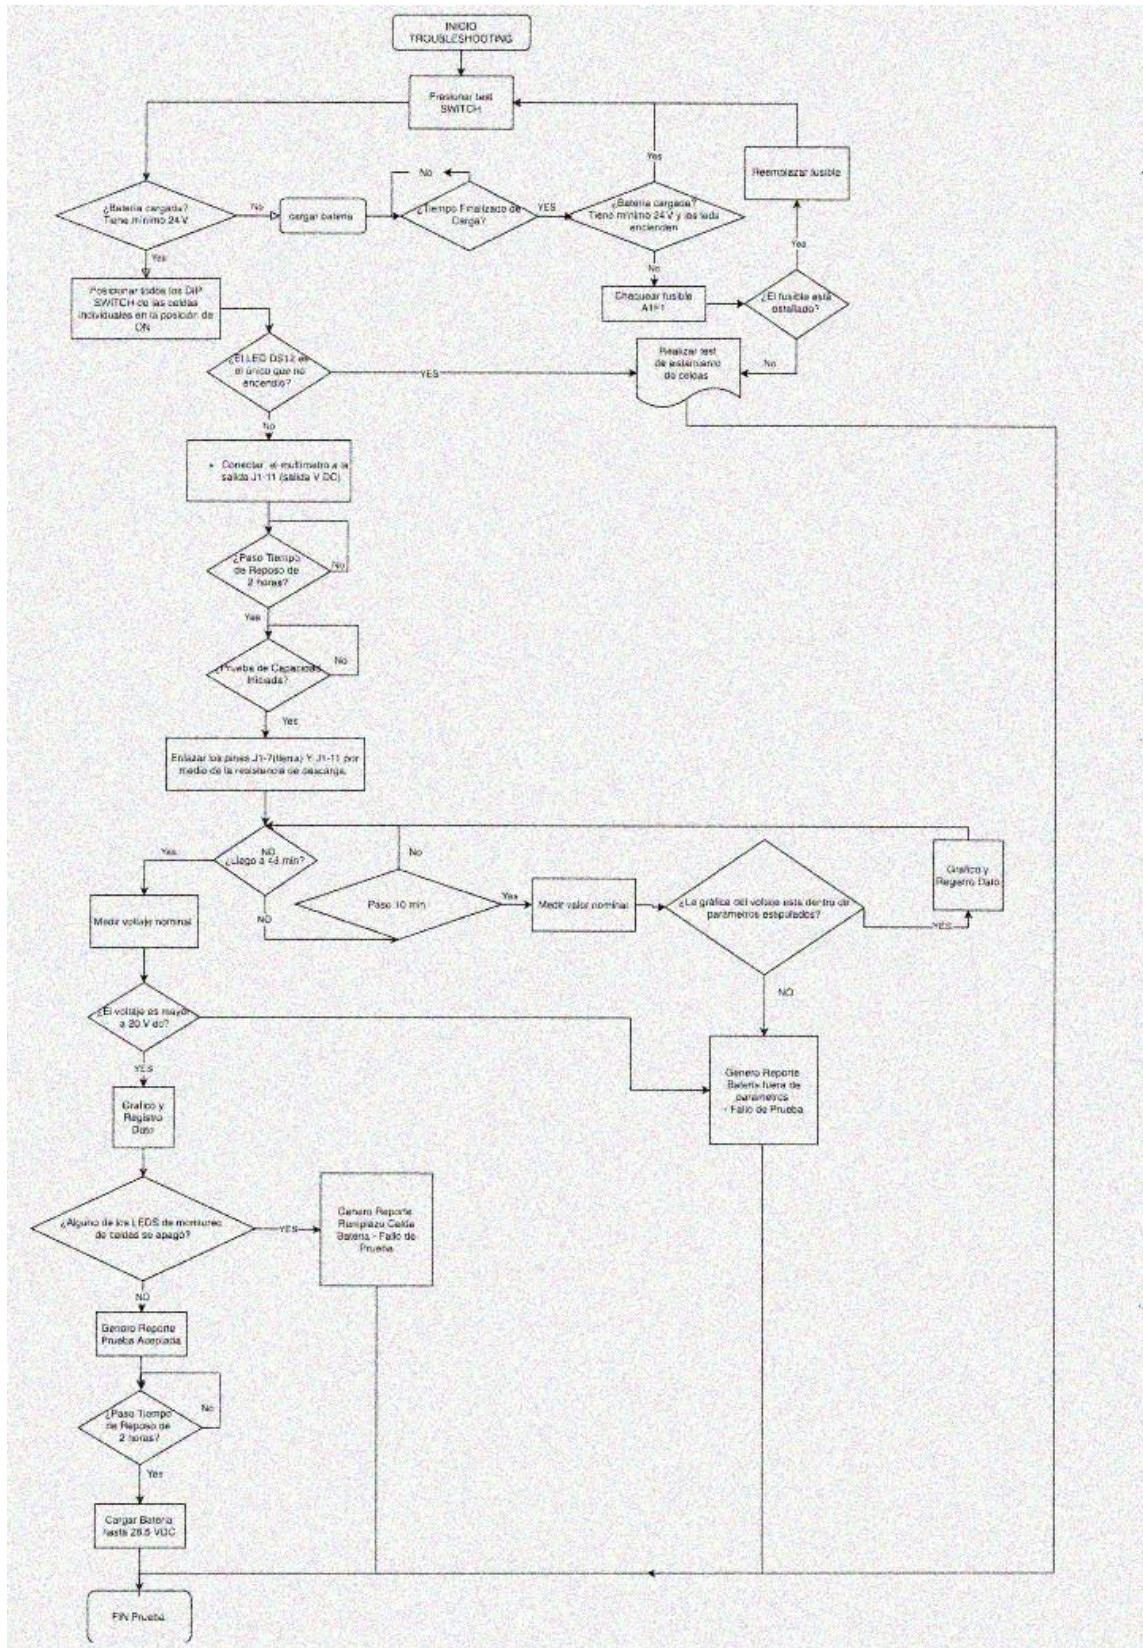 INICIO
TROUBLESHOOTING
Presionar test
SWITCH
Yes
Reemplazar fusible
No
¿Bateria cargada?
Tiene minimo 24 V
No
cargar bateria
¿Tiempo Finalizado de
Carga?
YES
¿Bateria cargada?
Tiene minimo 24 V y los leds
encienden
Yes
Yes
No
Posicionar todos los DIP
SWITCH de las celdas
individuales en la posición de
ON
Chequear fusible
A1F1
¿El fusible está
estallado?
¿El LED DS12 es
el único que no
encendio?
YES
Realizar test
de aislamiento
de celdas
No
No
• Conectar el multimetro a la
salida J1-11 (salida V DC)
¿Paso Tiempo
de Reposo de
2 horas?
No
Yes
¿Prueba de Capacidad
Iniciada?
No
Yes
Enlazar los pines J1-7(tierra) Y J1-11 por
medio de la resistencia de descarga.
NO
¿Llego a 48 min?
Yes
No
Grafico y
Registro Dato
Medir voltaje nominal
NO
Paso 10 min
Yes
Medir valor nominal
¿La gráfica del voltaje esta dentro de
parámetros estipulados?
YES
NO
¿El voltaje es mayor
a 20 V dc?
YES
Genero Reporte
Bateria fuera de
parametros
- Fallo de Prueba
Grafico y
Registro
Dato
¿Alguno de los LEDS de monitoreo
de celdas se apagó?
YES
Genero Reporte
Remplazo Celda
Bateria - Fallo de
Prueba
NO
Genero Reporte
Prueba Aceptada
¿Paso Tiempo
de Reposo de
2 horas?
No
Yes
Cargar Bateria
hasta 28.5 VDC
FIN Prueba